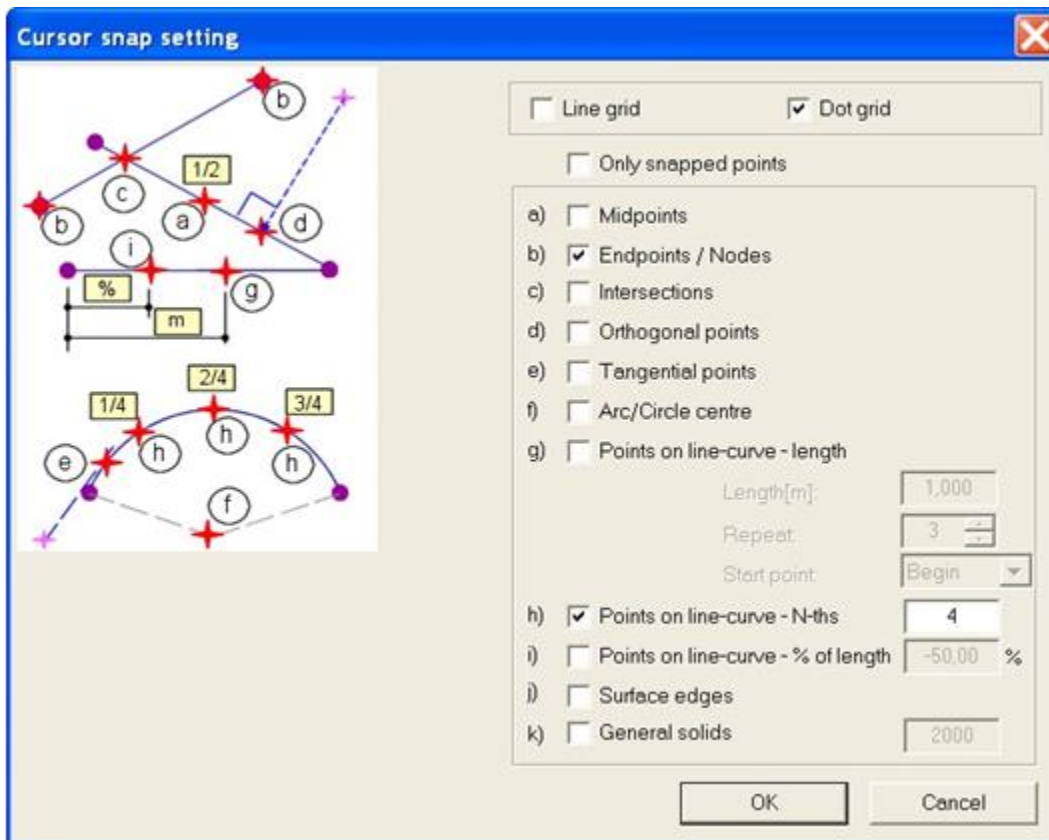 Cursor snap setting
b
1/2
c
a
d
b
i
%
g
m
2/4
1/4
3/4
h
h
h
e
f
Line grid
Dot grid
Only snapped points
a) Midpoints
b) Endpoints / Nodes
c) Intersections
d) Orthogonal points
e) Tangential points
f) Arc/Circle centre
g) Points on line-curve - length
Length[m]: 1,000
Repeat: 3
Start point: Begin
h) Points on line-curve - N-ths 4
i) Points on line-curve - % of length -50,00 %
j) Surface edges
k) General solids 2000
OK Cancel